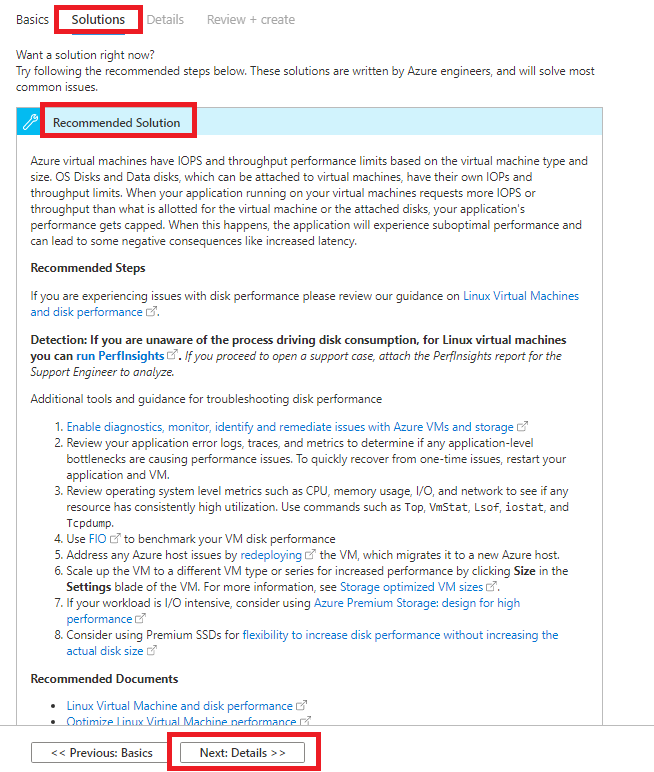 Basics Solutions Details Review + create
Want a solution right now?
Try following the recommended steps below. These solutions are written by Azure engineers, and will solve most
common issues.
Recommended Solution
Azure virtual machines have IOPS and throughput performance limits based on the virtual machine type and
size. OS Disks and Data disks, which can be attached to virtual machines, have their own IOPs and
throughput limits. When your application running on your virtual machines requests more IOPS or
throughput than what is allotted for the virtual machine or the attached disks, your application's
performance gets capped. When this happens, the application will experience suboptimal performance and
can lead to some negative consequences like increased latency.
Recommended Steps
If you are experiencing issues with disk performance please review our guidance on Linux Virtual Machines
and disk performance.
Detection: If you are unaware of the process driving disk consumption, for Linux virtual machines
you can run PerfInsights. If you proceed to open a support case, attach the PerfInsights report for the
Support Engineer to analyze.
Additional tools and guidance for troubleshooting disk performance
1. Enable diagnostics, monitor, identify and remediate issues with Azure VMs and storage
2. Review your application error logs, traces, and metrics to determine if any application-level
bottlenecks are causing performance issues. To quickly recover from one-time issues, restart your
application and VM.
3. Review operating system level metrics such as CPU, memory usage, I/O, and network to see if any
resource has consistently high utilization. Use commands such as Top, VmStat, Lsof, iostat, and
Tcpdump.
4. Use FIO to benchmark your VM disk performance
5. Address any Azure host issues by redeploying the VM, which migrates it to a new Azure host.
6. Scale up the VM to a different VM type or series for increased performance by clicking Size in the
Settings blade of the VM. For more information, see Storage optimized VM sizes.
7. If your workload is I/O intensive, consider using Azure Premium Storage: design for high
performance
8. Consider using Premium SSDs for flexibility to increase disk performance without increasing the
actual disk size
Recommended Documents
• Linux Virtual Machine and disk performance
• Optimize Linux Virtual Machine performance
<< Previous: Basics Next: Details >>